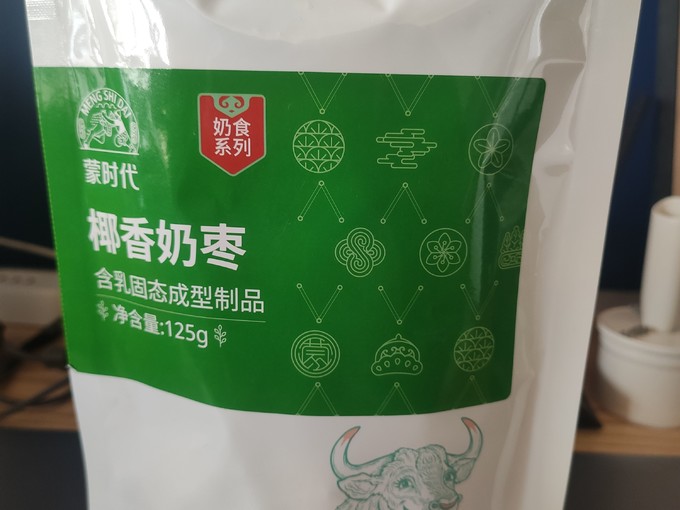 MENG SHI DAI
蒙时代
奶食
系列
椰香奶枣
含乳固态成型制品
净含量:125g
蒙